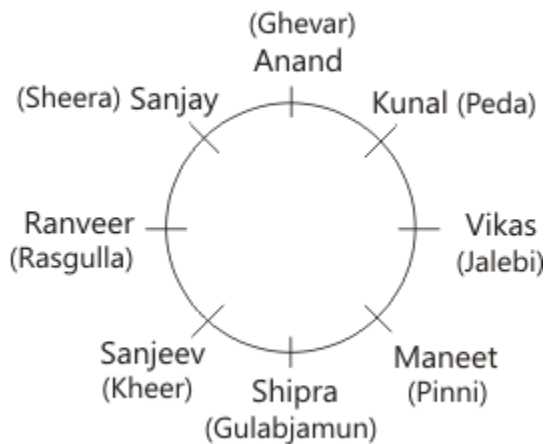 (Ghevar)
Anand
(Sheera) Sanjay
Kunal (Peda)
Ranveer
(Rasgulla)
Vikas
(Jalebi)
Sanjeev
(Kheer)
Shipra
(Gulabjamun)
Maneet
(Pinni)